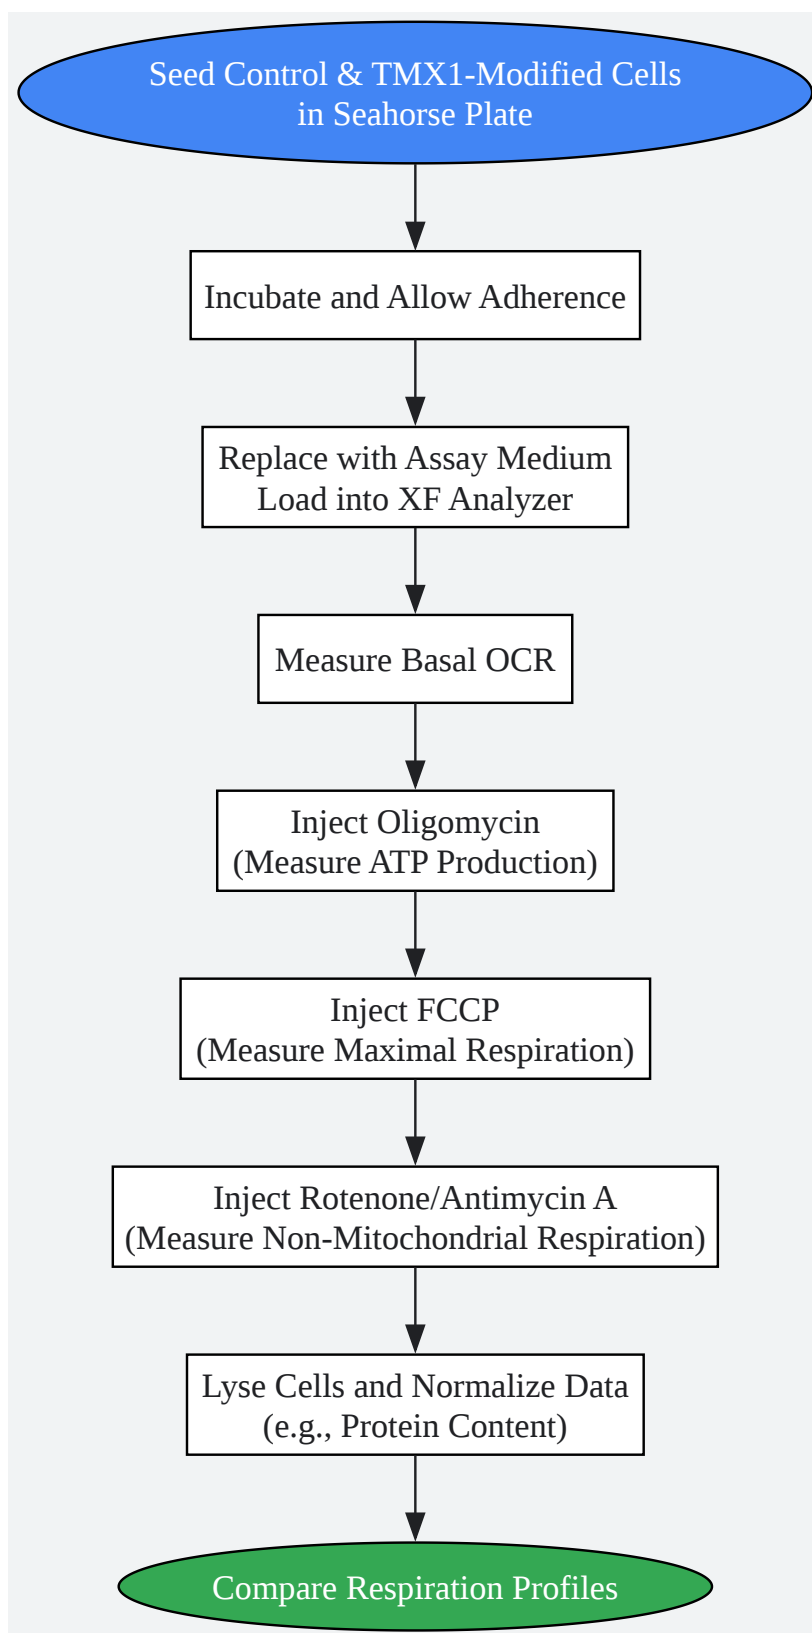 Seed Control & TMX1-Modified Cells
in Seahorse Plate
Incubate and Allow Adherence
Replace with Assay Medium
Load into XF Analyzer
Measure Basal OCR
Inject Oligomycin
(Measure ATP Production)
Inject FCCP
(Measure Maximal Respiration)
Inject Rotenone/Antimycin A
(Measure Non-Mitochondrial Respiration)
Lyse Cells and Normalize Data
(e.g., Protein Content)
Compare Respiration Profiles